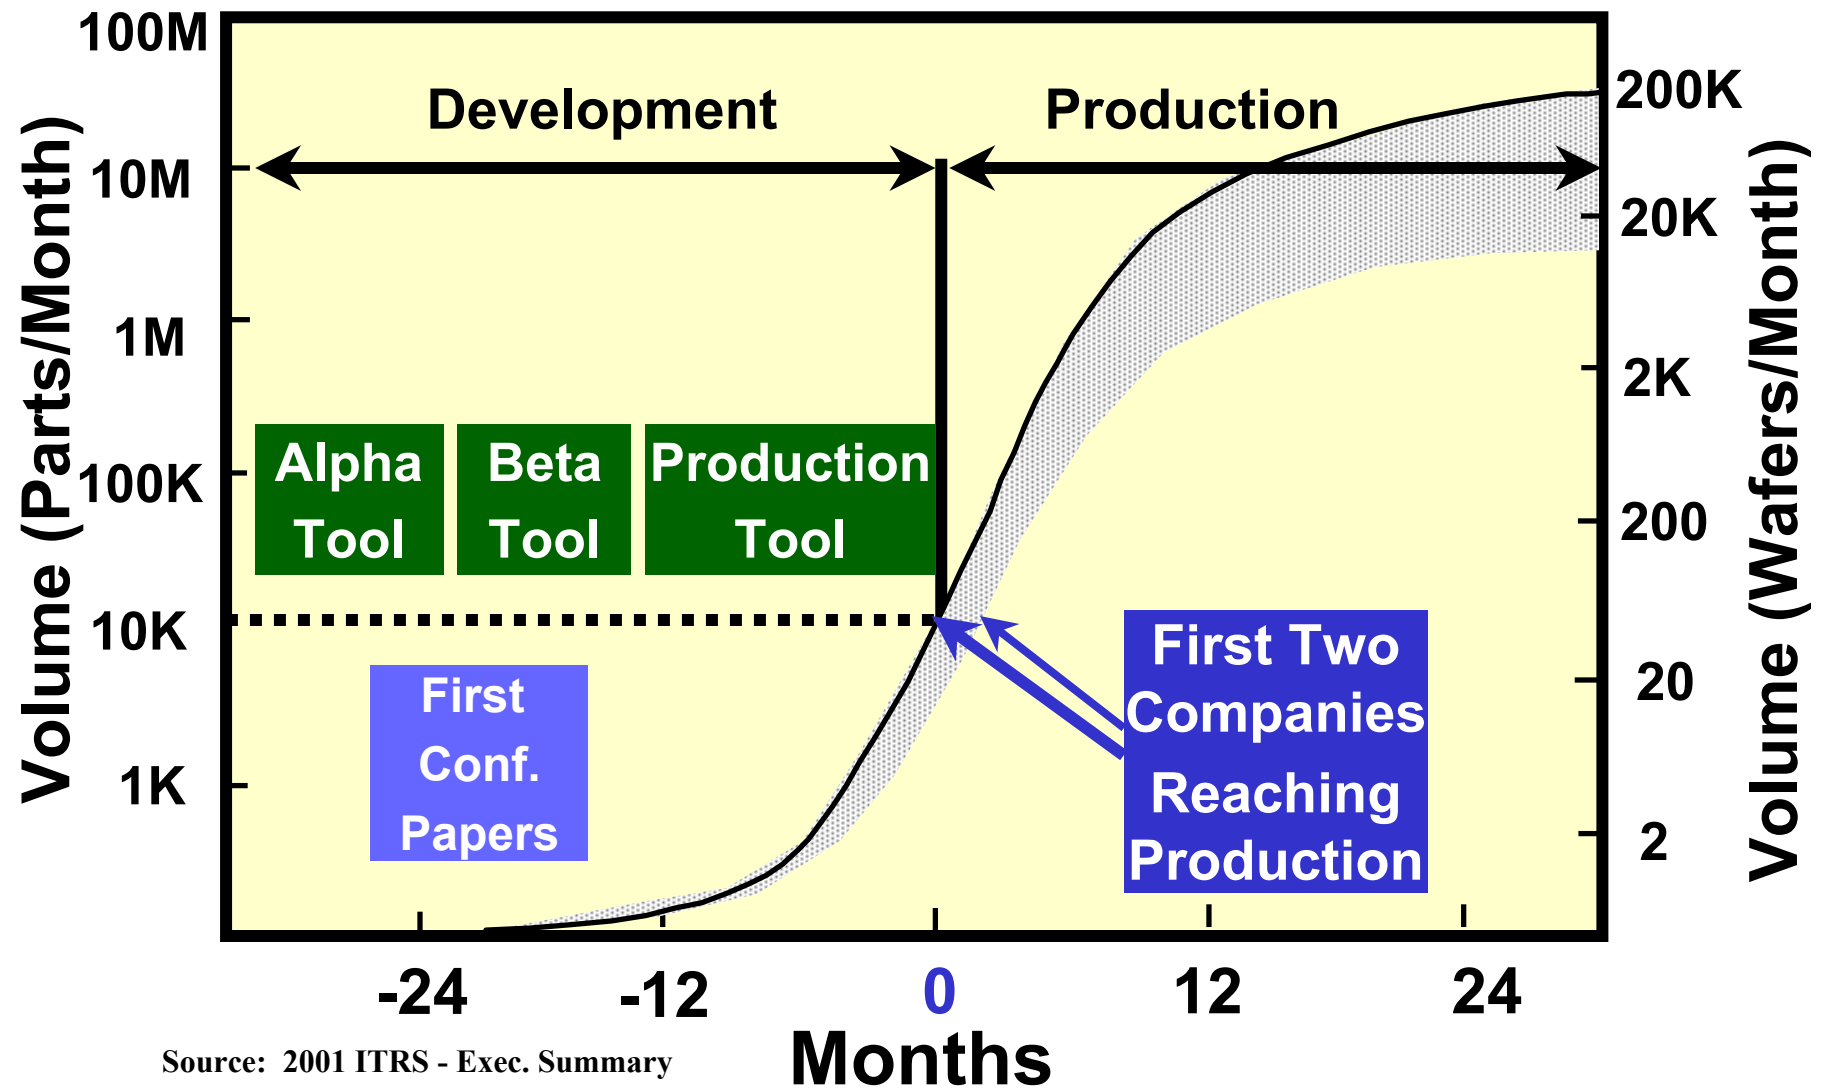 100M
10M
1M
100K
10K
1K
Volume (Parts/Month)
Development
Production
Alpha
Tool
Beta
Tool
Production
Tool
First
Conf.
Papers
First Two
Companies
Reaching
Production
200K
20K
2K
200
20
2
Volume (Wafers/Month)
-24
-12
0
12
24
Months
Source: 2001 ITRS - Exec. Summary